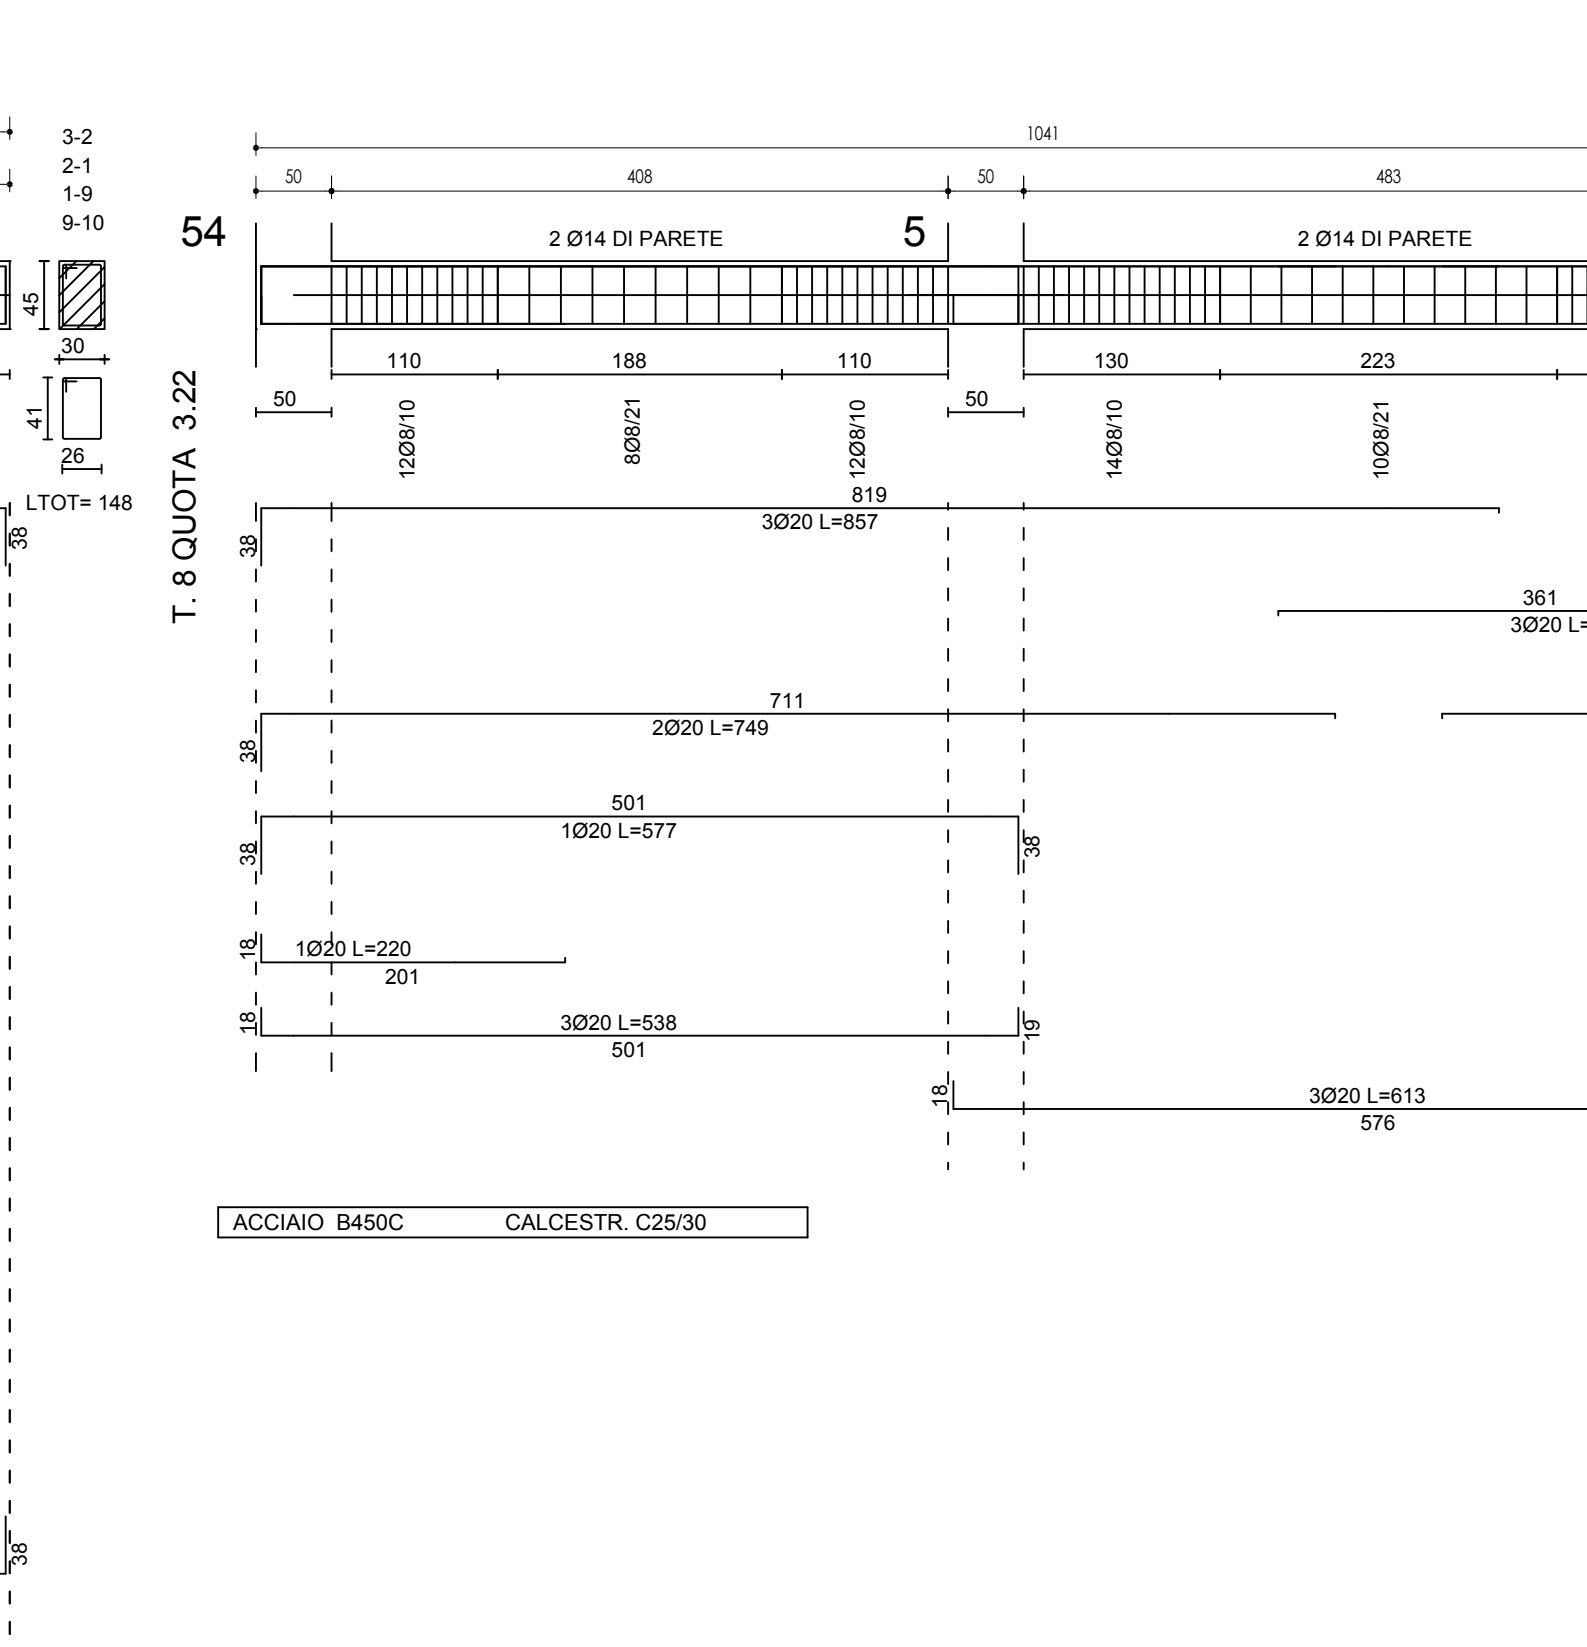 1041
50 408 50 483
3-2
2-1
1-9
9-10
54
2 Ø14 DI PARETE
5
2 Ø14 DI PARETE
45
30
41
26
LTOT= 148
38
T. 8 QUOTA 3.22
110 188 110 130 223
50 50
12Ø8/10 8Ø8/21 12Ø8/10 14Ø8/10 10Ø8/21
819
3Ø20 L=857
38
361
3Ø20 L=
711
2Ø20 L=749
38
501
1Ø20 L=577
38 38
18
1Ø20 L=220
201
18
3Ø20 L=538
19
501
18
3Ø20 L=613
576
ACCIAIO B450C CALCESTR. C25/30
38